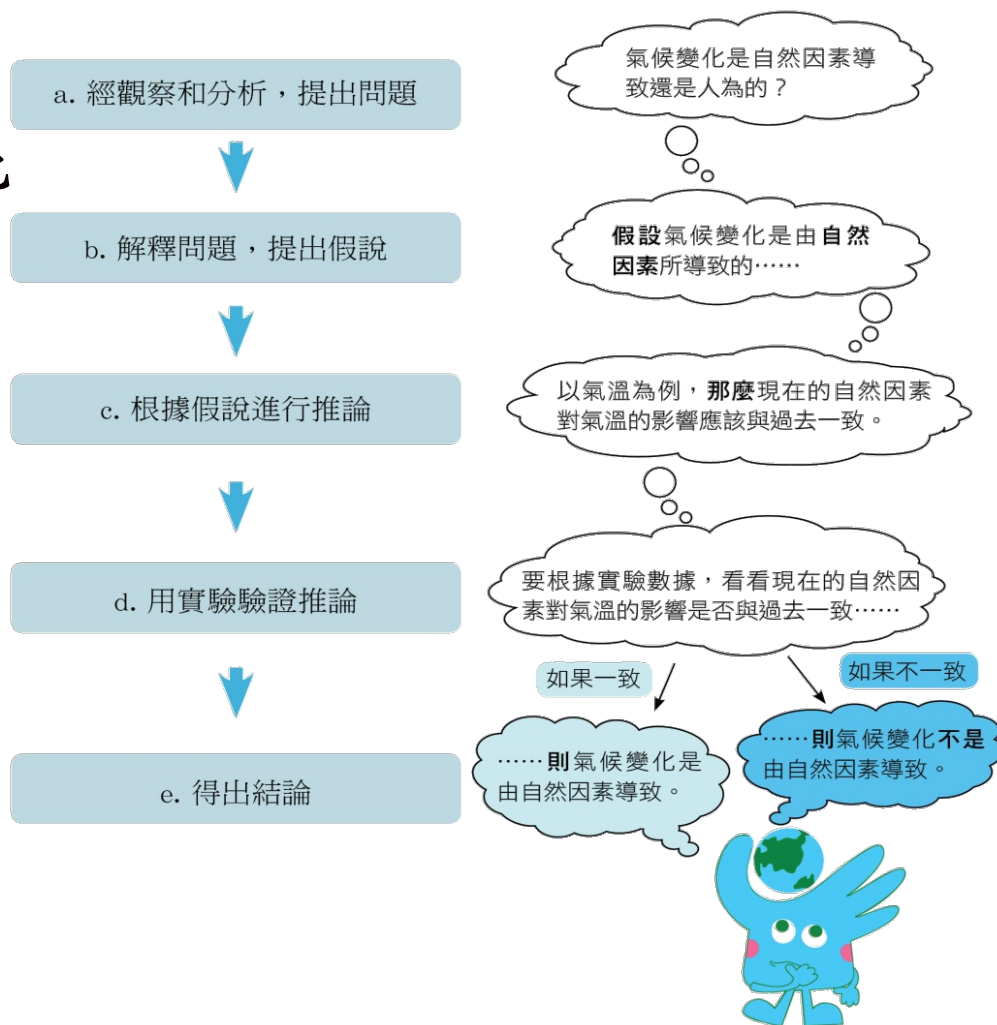 a. 經觀察和分析，提出問題
氣候變化是自然因素導
致還是人為的？
b. 解釋問題，提出假說
假設氣候變化是由自然
因素所導致的……
c. 根據假說進行推論
以氣溫為例，那麼現在的自然因素
對氣溫的影響應該與過去一致。
d. 用實驗驗證推論
要根據實驗數據，看看現在的自然因
素對氣溫的影響是否與過去一致……
如果一致
如果不一致
e. 得出結論
……則氣候變化是
由自然因素導致。
……則氣候變化不是
由自然因素導致。